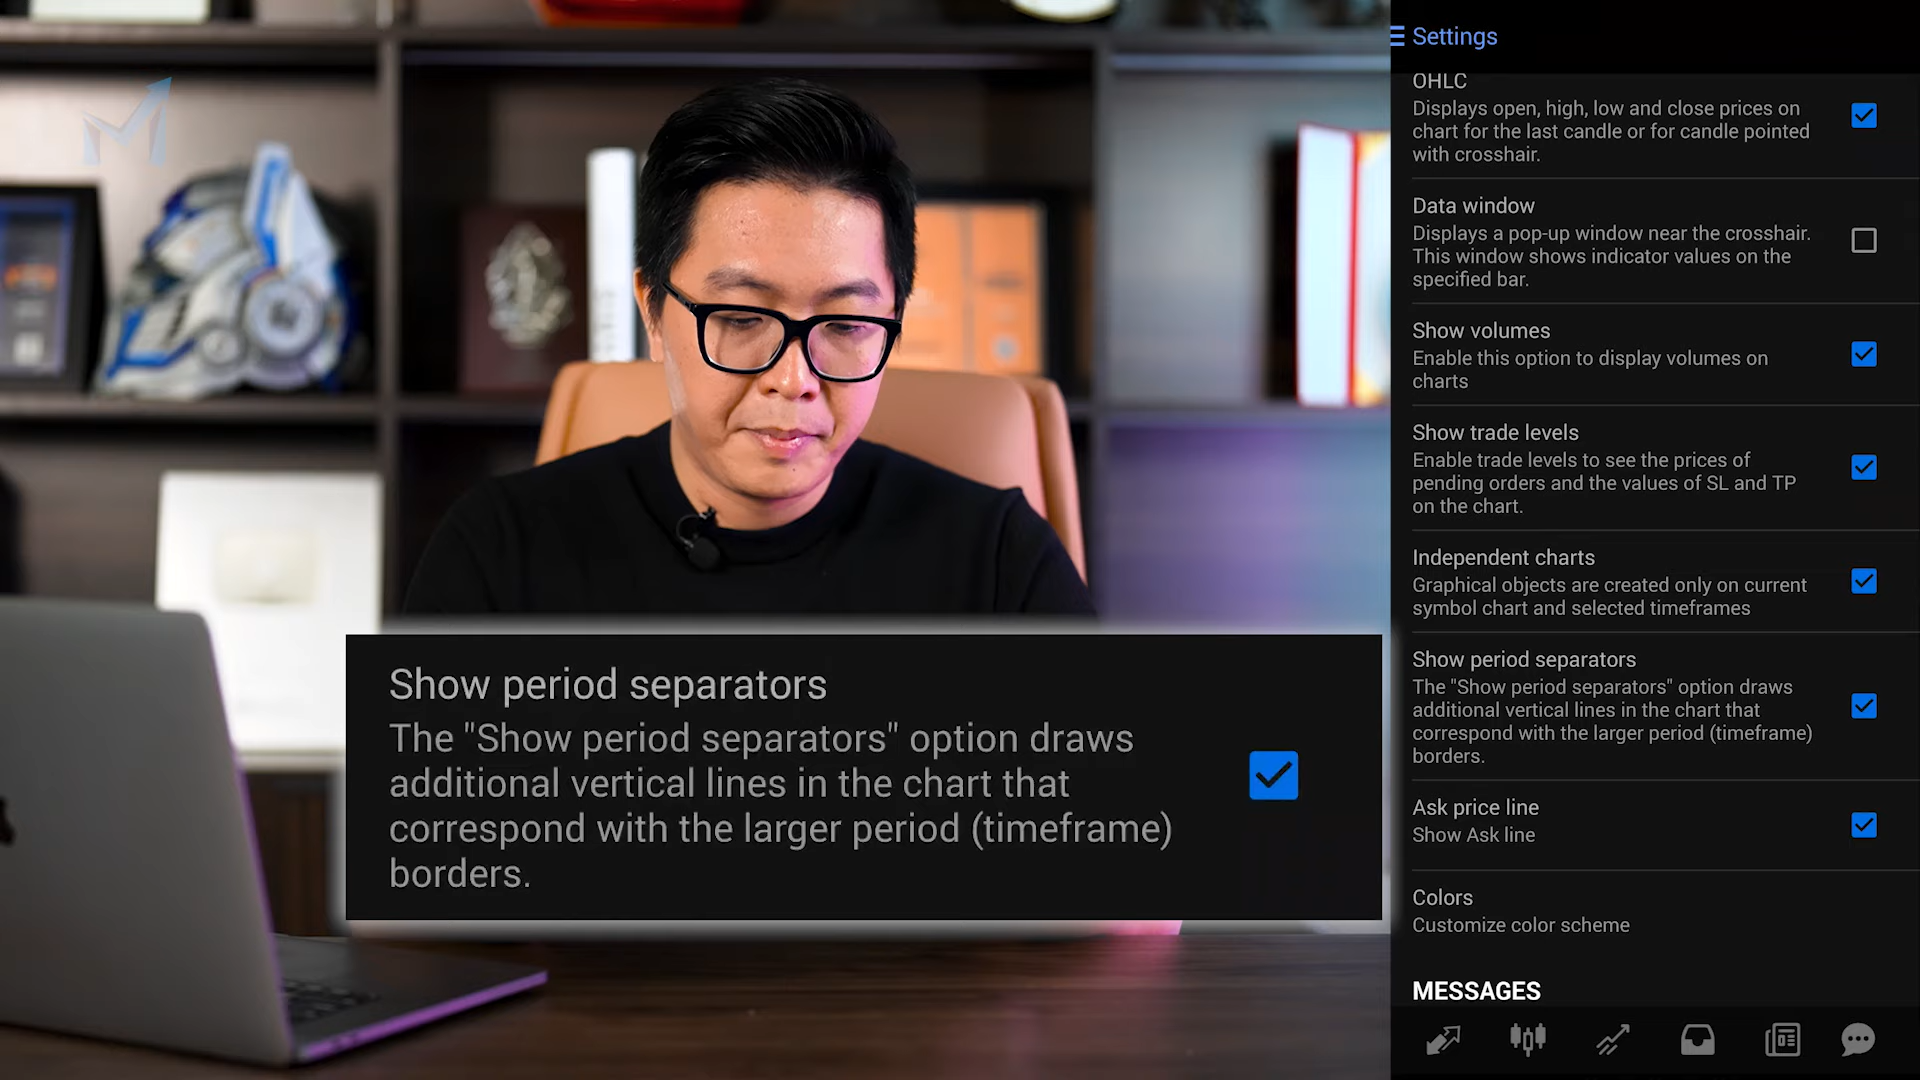 Settings
OHLC
Displays open, high, low and close prices on
chart for the last candle or for candle pointed
with crosshair.
Data window
Displays a pop-up window near the crosshair.
This window shows indicator values on the
specified bar.
Show volumes
Enable this option to display volumes on
charts
Show trade levels
Enable trade levels to see the prices of
pending orders and the values of SL and TP
on the chart.
Independent charts
Graphical objects are created only on current
symbol chart and selected timeframes
Show period separators
The "Show period separators" option draws
additional vertical lines in the chart that
correspond with the larger period (timeframe)
borders.
Ask price line
Show Ask line
Colors
Customize color scheme
MESSAGES
Show period separators
The "Show period separators" option draws
additional vertical lines in the chart that
correspond with the larger period (timeframe)
borders.